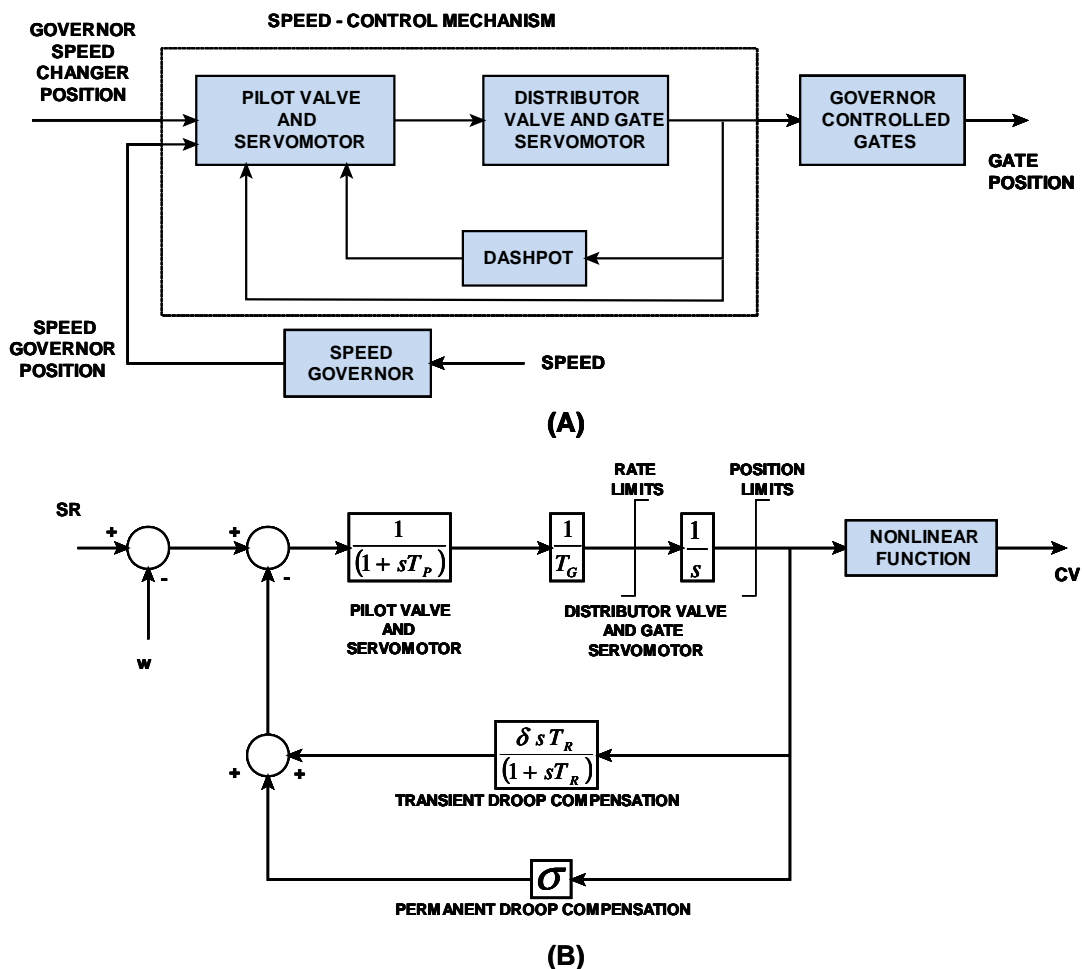 SPEED - CONTROL MECHANISM
GOVERNOR
SPEED
CHANGER
POSITION
PILOT VALVE
AND
SERVOMOTOR
DISTRIBUTOR
VALVE AND GATE
SERVOMOTOR
GOVERNOR
CONTROLLED
GATES
GATE
POSITION
DASHPOT
SPEED
GOVERNOR
POSITION
SPEED
GOVERNOR
SPEED
(A)
RATE
LIMITS
POSITION
LIMITS
SR
+
-
+
-
1
(1 + sT_P)
1
T_G
1
s
NONLINEAR
FUNCTION
CV
PILOT VALVE
AND
SERVOMOTOR
DISTRIBUTOR VALVE
AND GATE
SERVOMOTOR
w
δ sT_R
(1 + sT_R)
+
+
TRANSIENT DROOP COMPENSATION
σ
PERMANENT DROOP COMPENSATION
(B)